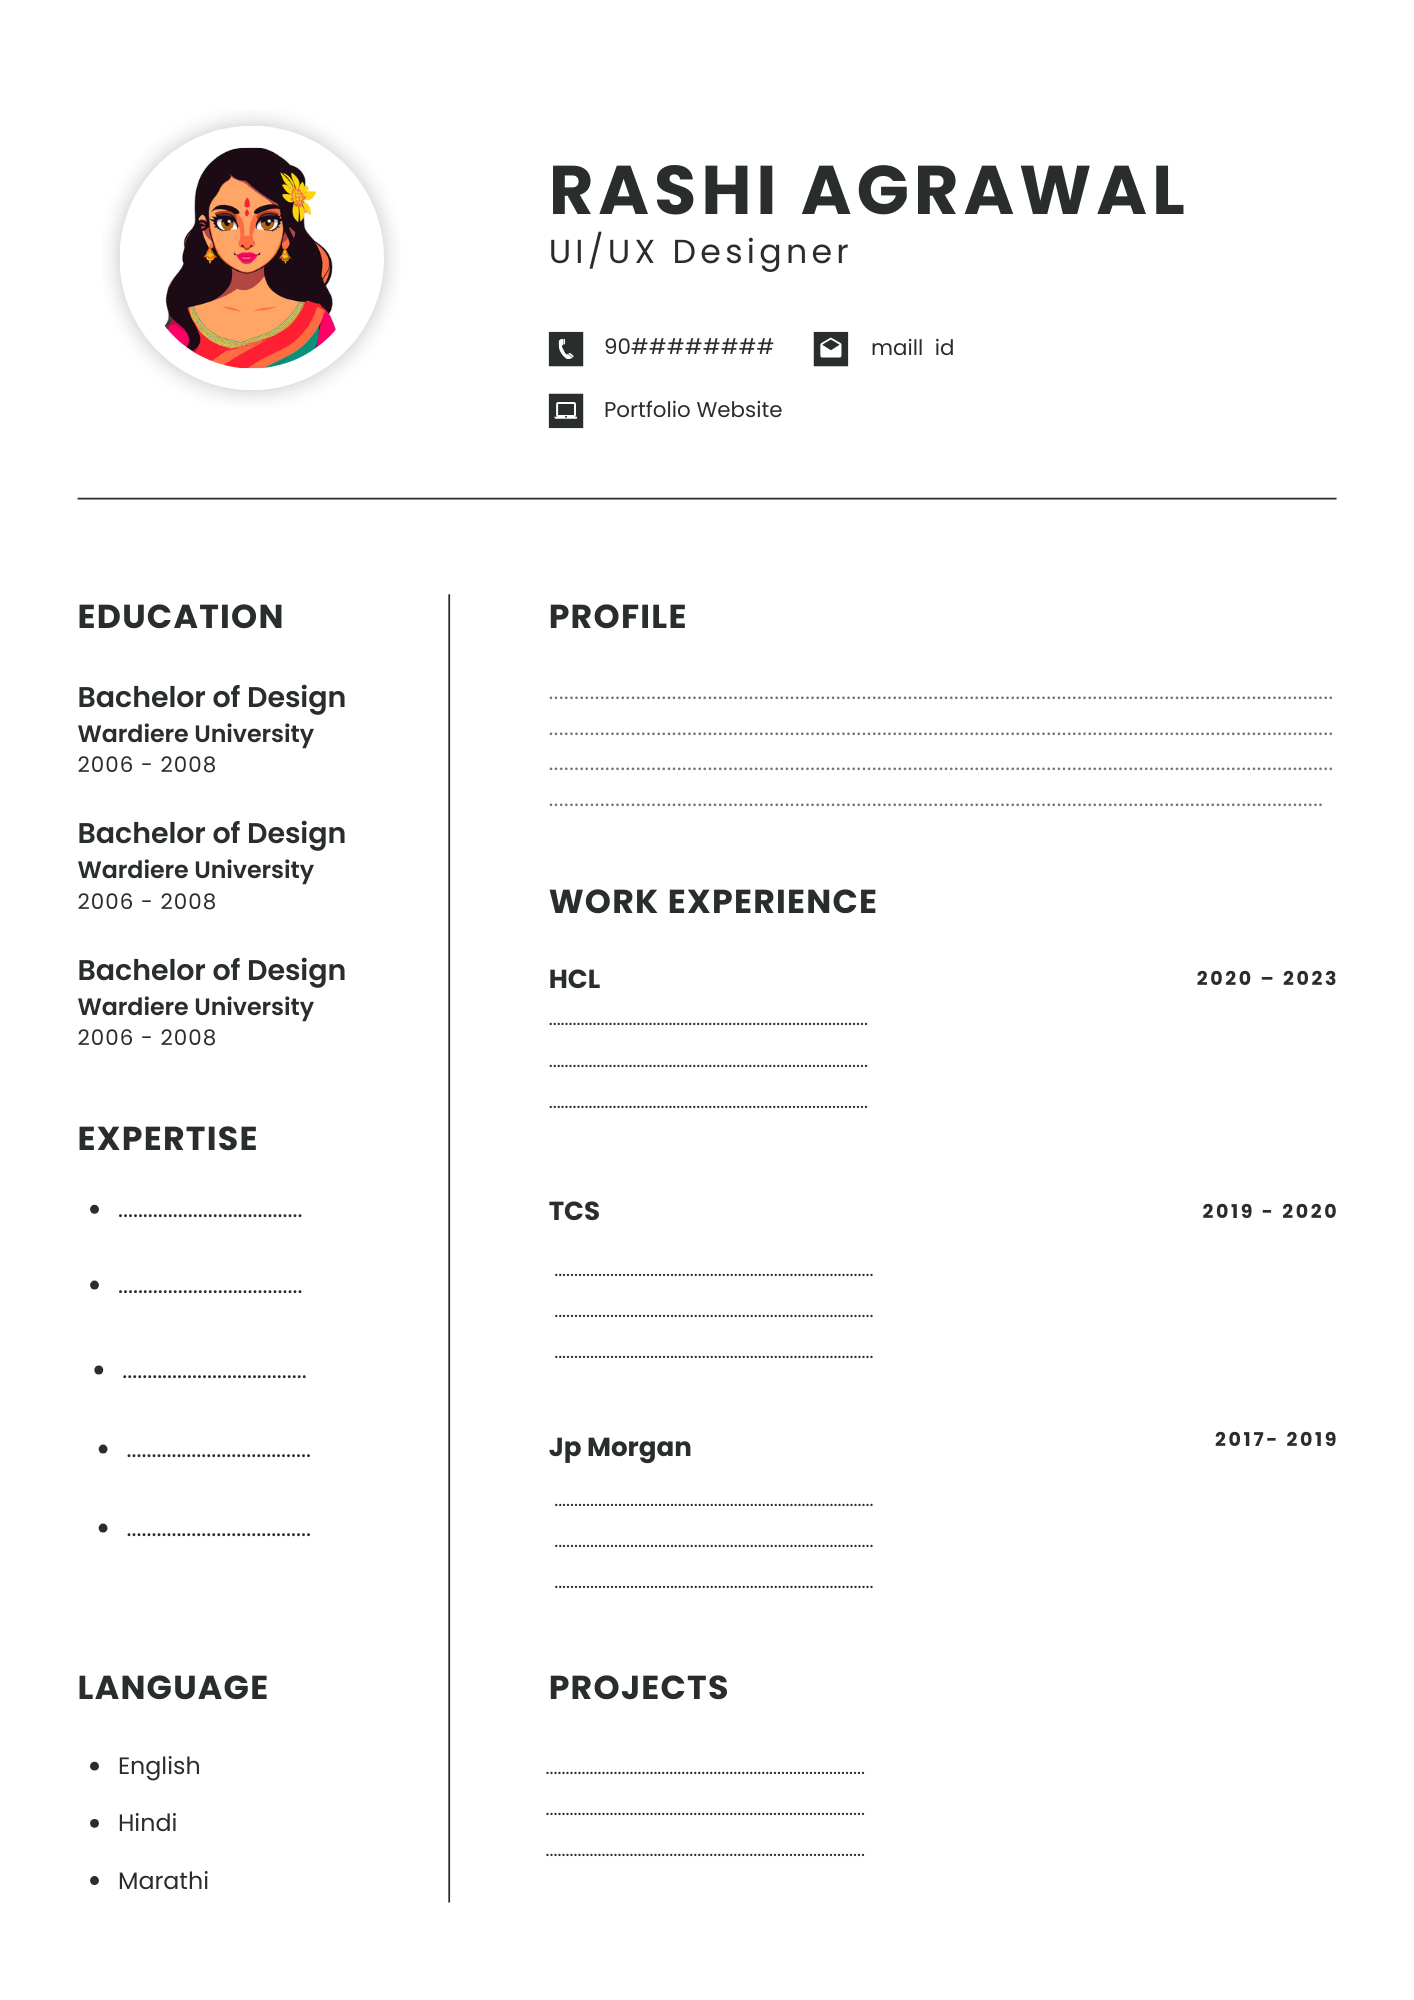 RASHI AGRAWAL
UI/UX Designer
90########
maill id
Portfolio Website
EDUCATION
Bachelor of Design
Wardiere University
2006 - 2008
Bachelor of Design
Wardiere University
2006 - 2008
Bachelor of Design
Wardiere University
2006 - 2008
EXPERTISE
LANGUAGE
• English
• Hindi
• Marathi
PROFILE
WORK EXPERIENCE
HCL 2020 – 2023
TCS 2019 - 2020
Jp Morgan 2017- 2019
PROJECTS